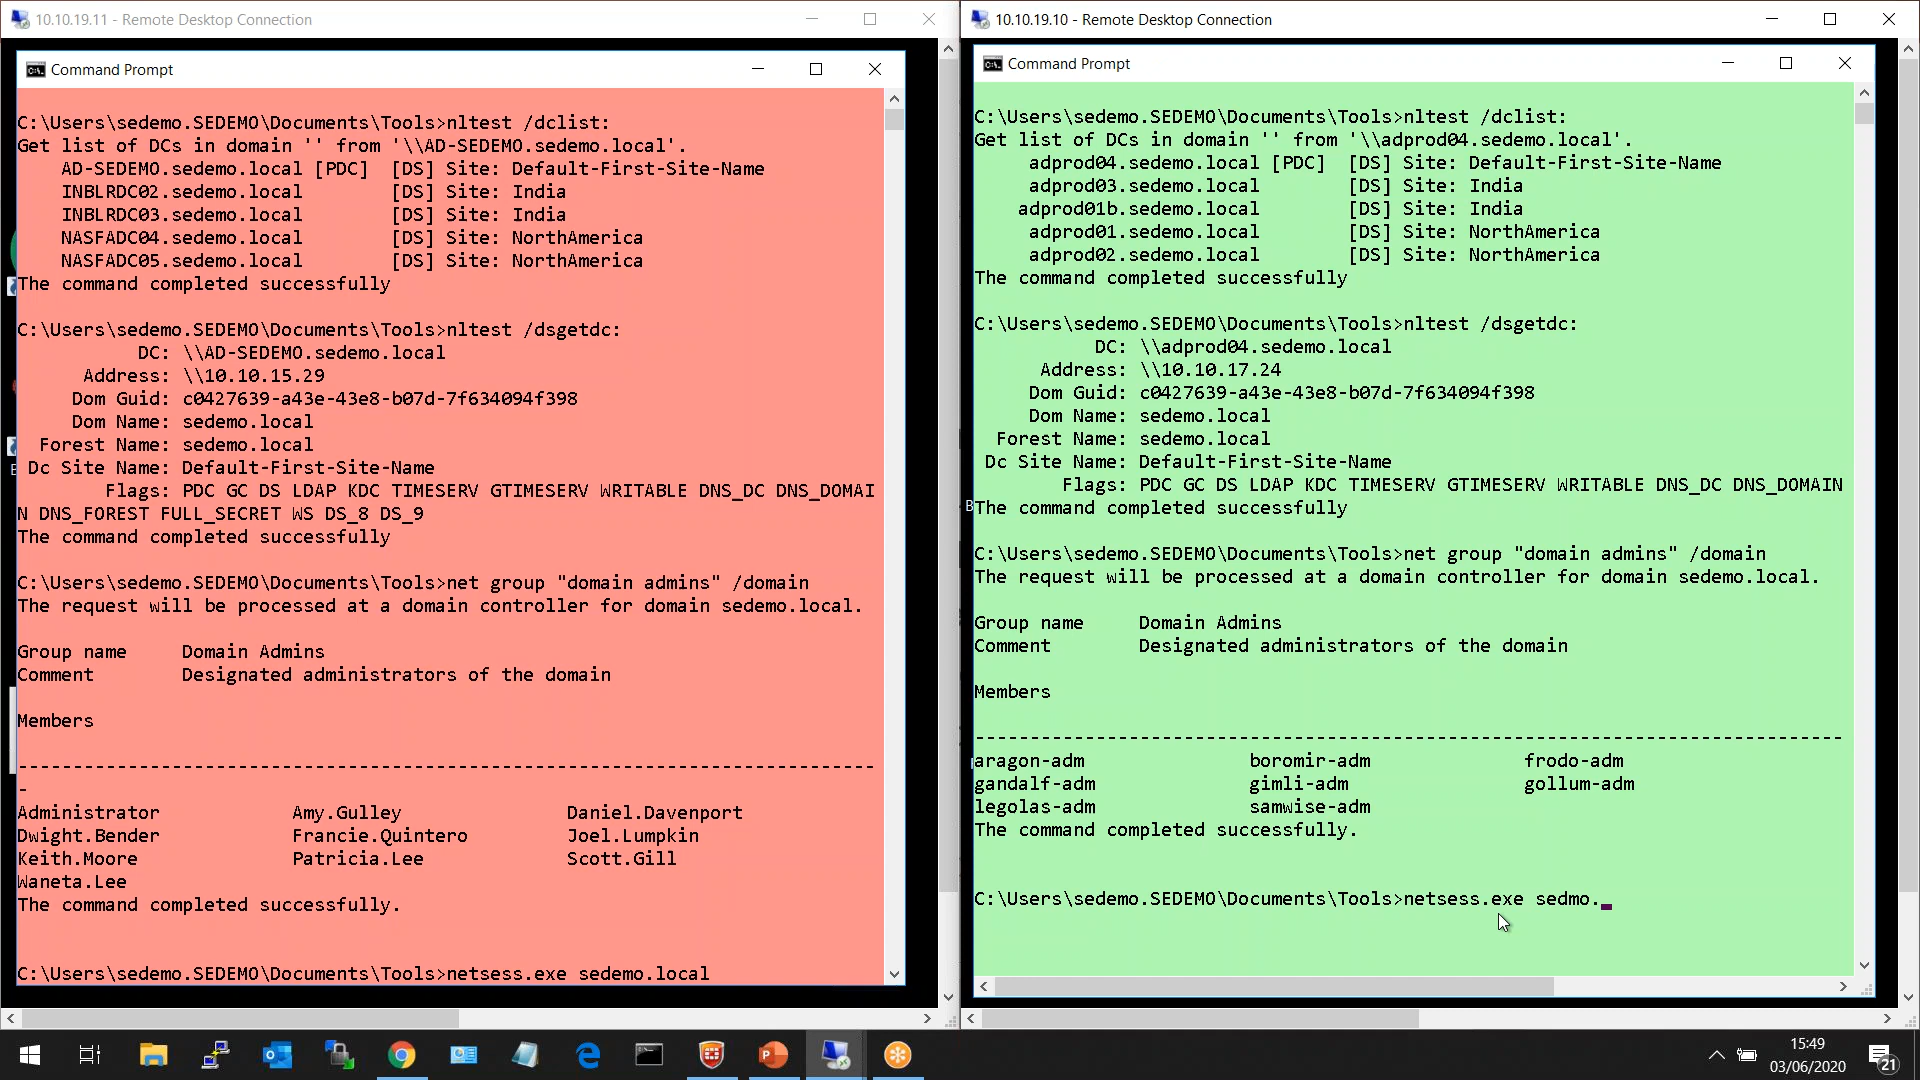 10.10.19.11 - Remote Desktop Connection
Command Prompt
C:\Users\sedemo.SEDEMO\Documents\Tools>nltest /dclist:
Get list of DCs in domain '' from '\\AD-SEDEMO.sedemo.local'.
AD-SEDEMO.sedemo.local [PDC] [DS] Site: Default-First-Site-Name
INBLRDC02.sedemo.local [DS] Site: India
INBLRDC03.sedemo.local [DS] Site: India
NASFADC04.sedemo.local [DS] Site: NorthAmerica
NASFADC05.sedemo.local [DS] Site: NorthAmerica
The command completed successfully
C:\Users\sedemo.SEDEMO\Documents\Tools>nltest /dsgetdc:
DC: \\AD-SEDEMO.sedemo.local
Address: \\10.10.15.29
Dom Guid: c0427639-a43e-43e8-b07d-7f634094f398
Dom Name: sedemo.local
Forest Name: sedemo.local
Dc Site Name: Default-First-Site-Name
Flags: PDC GC DS LDAP KDC TIMESERV GTIMESERV WRITABLE DNS_DC DNS_DOMAI
N DNS_FOREST FULL_SECRET WS DS_8 DS_9
The command completed successfully
C:\Users\sedemo.SEDEMO\Documents\Tools>net group "domain admins" /domain
The request will be processed at a domain controller for domain sedemo.local.
Group name Domain Admins
Comment Designated administrators of the domain
Members
-------------------------------------------------------------------------------
-
Administrator Amy.Gulley Daniel.Davenport
Dwight.Bender Francie.Quintero Joel.Lumpkin
Keith.Moore Patricia.Lee Scott.Gill
Waneta.Lee
The command completed successfully.
C:\Users\sedemo.SEDEMO\Documents\Tools>netsess.exe sedemo.local
10.10.19.10 - Remote Desktop Connection
Command Prompt
C:\Users\sedemo.SEDEMO\Documents\Tools>nltest /dclist:
Get list of DCs in domain '' from '\\adprod04.sedemo.local'.
adprod04.sedemo.local [PDC] [DS] Site: Default-First-Site-Name
adprod03.sedemo.local [DS] Site: India
adprod01b.sedemo.local [DS] Site: India
adprod01.sedemo.local [DS] Site: NorthAmerica
adprod02.sedemo.local [DS] Site: NorthAmerica
The command completed successfully
C:\Users\sedemo.SEDEMO\Documents\Tools>nltest /dsgetdc:
DC: \\adprod04.sedemo.local
Address: \\10.10.17.24
Dom Guid: c0427639-a43e-43e8-b07d-7f634094f398
Dom Name: sedemo.local
Forest Name: sedemo.local
Dc Site Name: Default-First-Site-Name
Flags: PDC GC DS LDAP KDC TIMESERV GTIMESERV WRITABLE DNS_DC DNS_DOMAIN
The command completed successfully
C:\Users\sedemo.SEDEMO\Documents\Tools>net group "domain admins" /domain
The request will be processed at a domain controller for domain sedemo.local.
Group name Domain Admins
Comment Designated administrators of the domain
Members
-------------------------------------------------------------------------------
aragon-adm boromir-adm frodo-adm
gandalf-adm gimli-adm gollum-adm
legolas-adm samwise-adm
The command completed successfully.
C:\Users\sedemo.SEDEMO\Documents\Tools>netsess.exe sedmo._
15:49
03/06/2020
21